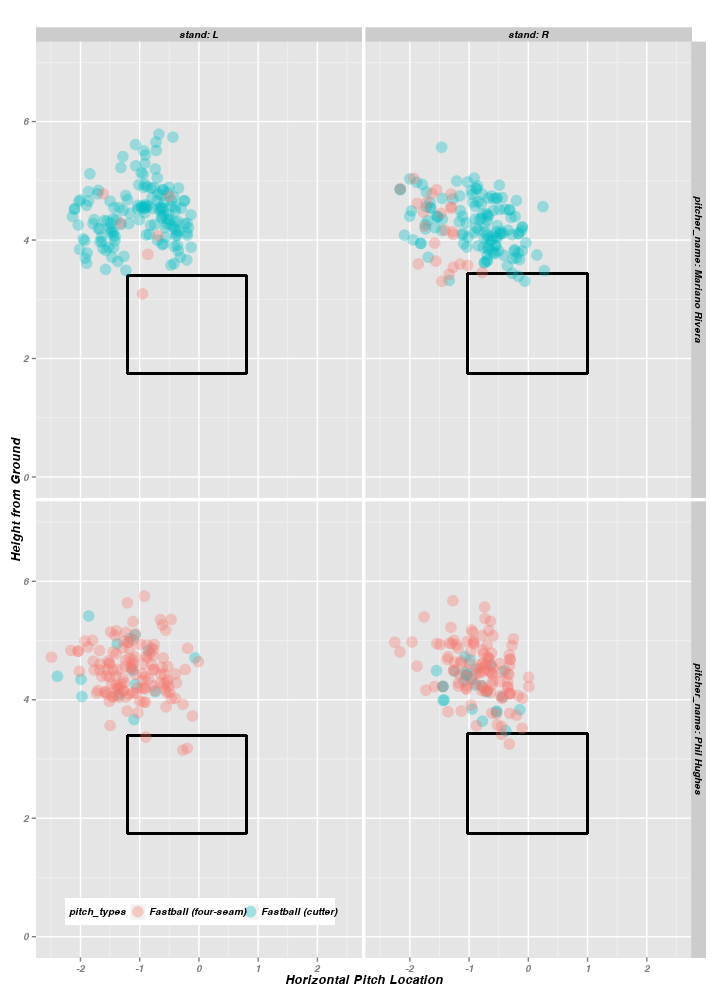 stand: L
stand: R
6
4
2
0
pitcher_name: Mariano Rivera
Height from Ground
6
4
2
0
pitcher_name: Phil Hughes
pitch_types Fastball (four-seam) Fastball (cutter)
-2 -1 0 1 2 -2 -1 0 1 2
Horizontal Pitch Location